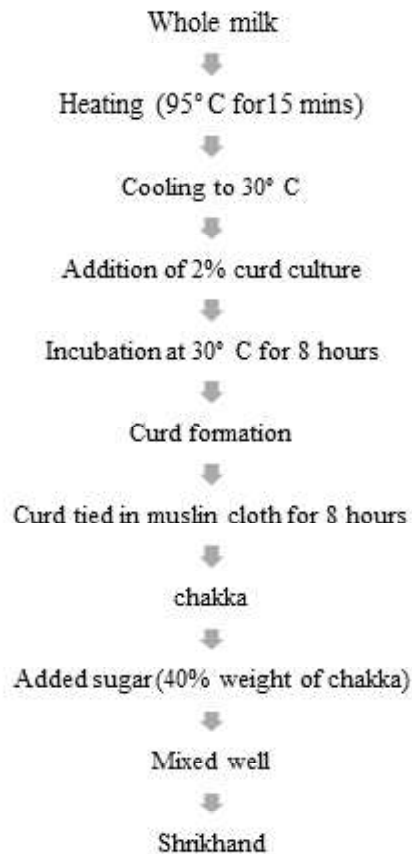 Whole milk
Heating (95° C for15 mins)
Cooling to 30° C
Addition of 2% curd culture
Incubation at 30° C for 8 hours
Curd formation
Curd tied in muslin cloth for 8 hours
chakka
Added sugar(40% weight of chakka)
Mixed well
Shrikhand